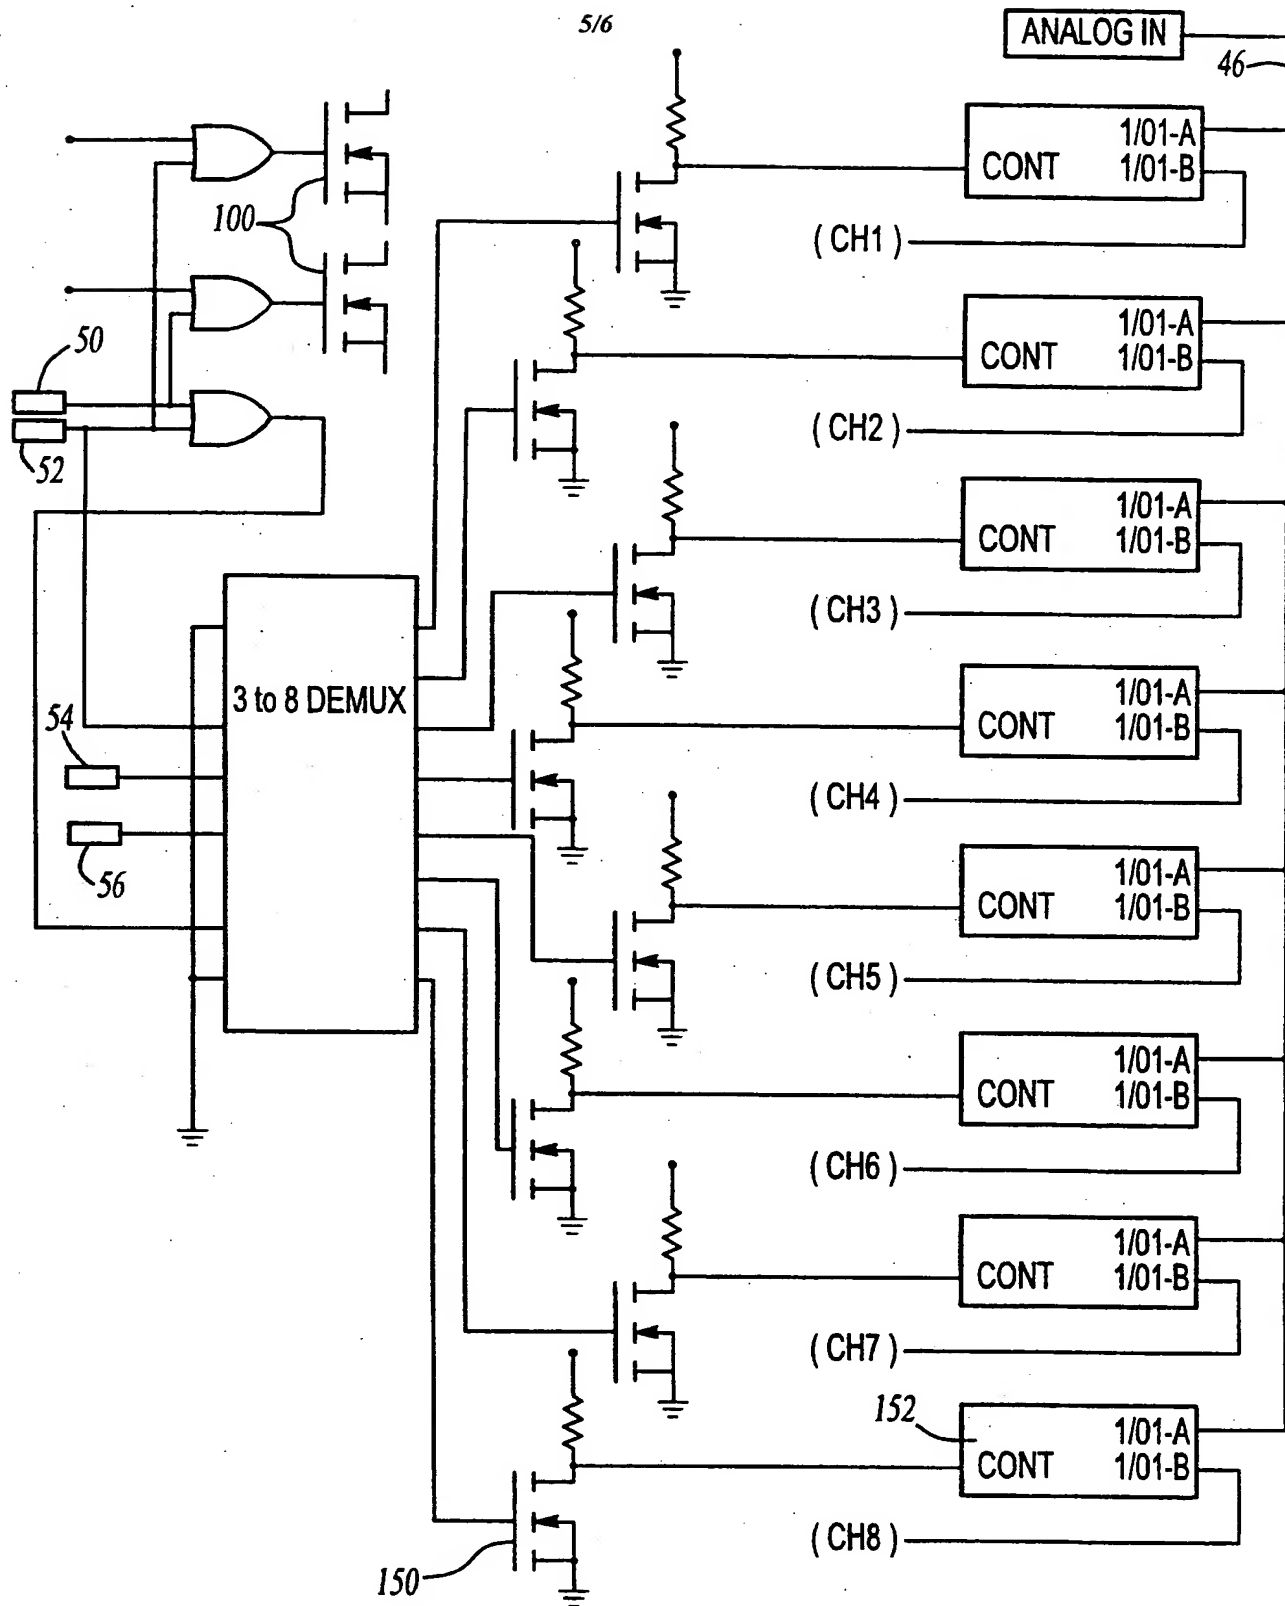 5/6
ANALOG IN
46
1/01-A
CONT 1/01-B
100
(CH1)
1/01-A
CONT 1/01-B
50
(CH2)
52
1/01-A
CONT 1/01-B
(CH3)
3 to 8 DEMUX
1/01-A
CONT 1/01-B
54
(CH4)
56
1/01-A
CONT 1/01-B
(CH5)
1/01-A
CONT 1/01-B
(CH6)
1/01-A
CONT 1/01-B
(CH7)
152
1/01-A
CONT 1/01-B
(CH8)
150